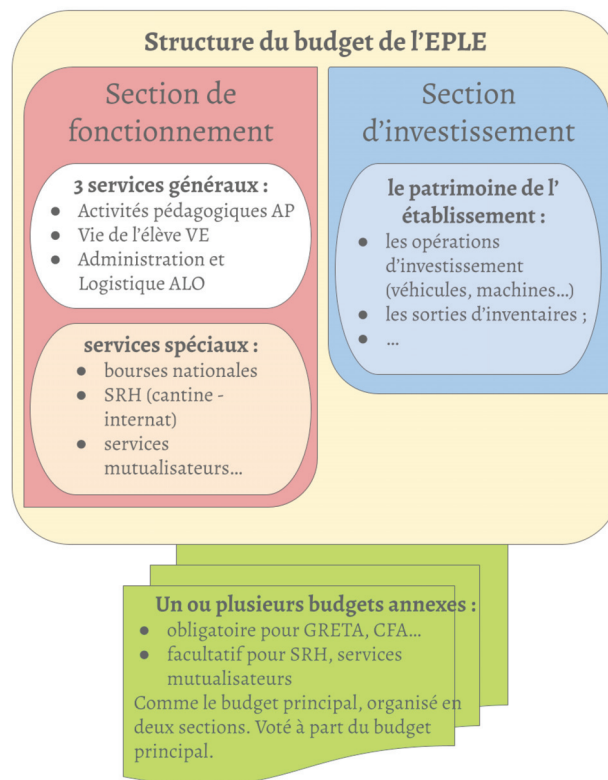 Structure du budget de l’EPLE
Section de
fonctionnement
3 services généraux :
● Activités pédagogiques AP
● Vie de l’élève VE
● Administration et
Logistique ALO
services spéciaux :
● bourses nationales
● SRH (cantine -
internat)
● services
mutualisateurs…
Section
d’investissement
le patrimoine de l’
établissement :
● les opérations
d’investissement
(véhicules, machines…)
● les sorties d’inventaires ;
● …
Un ou plusieurs budgets annexes :
● obligatoire pour GRETA, CFA…
● facultatif pour SRH, services
mutualisateurs
Comme le budget principal, organisé en
deux sections. Voté à part du budget
principal.